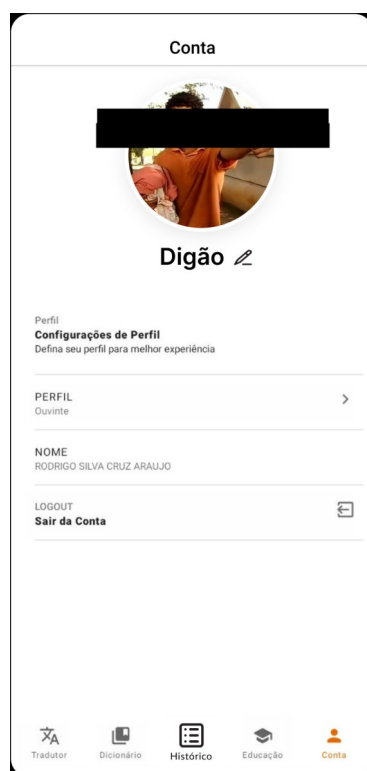 Conta
Digão
Perfil
Configurações de Perfil
Defina seu perfil para melhor experiência
PERFIL
Ouvinte
NOME
RODRIGO SILVA CRUZ ARAUJO
LOGOUT
Sair da Conta
Tradutor Dicionário Histórico Educação Conta